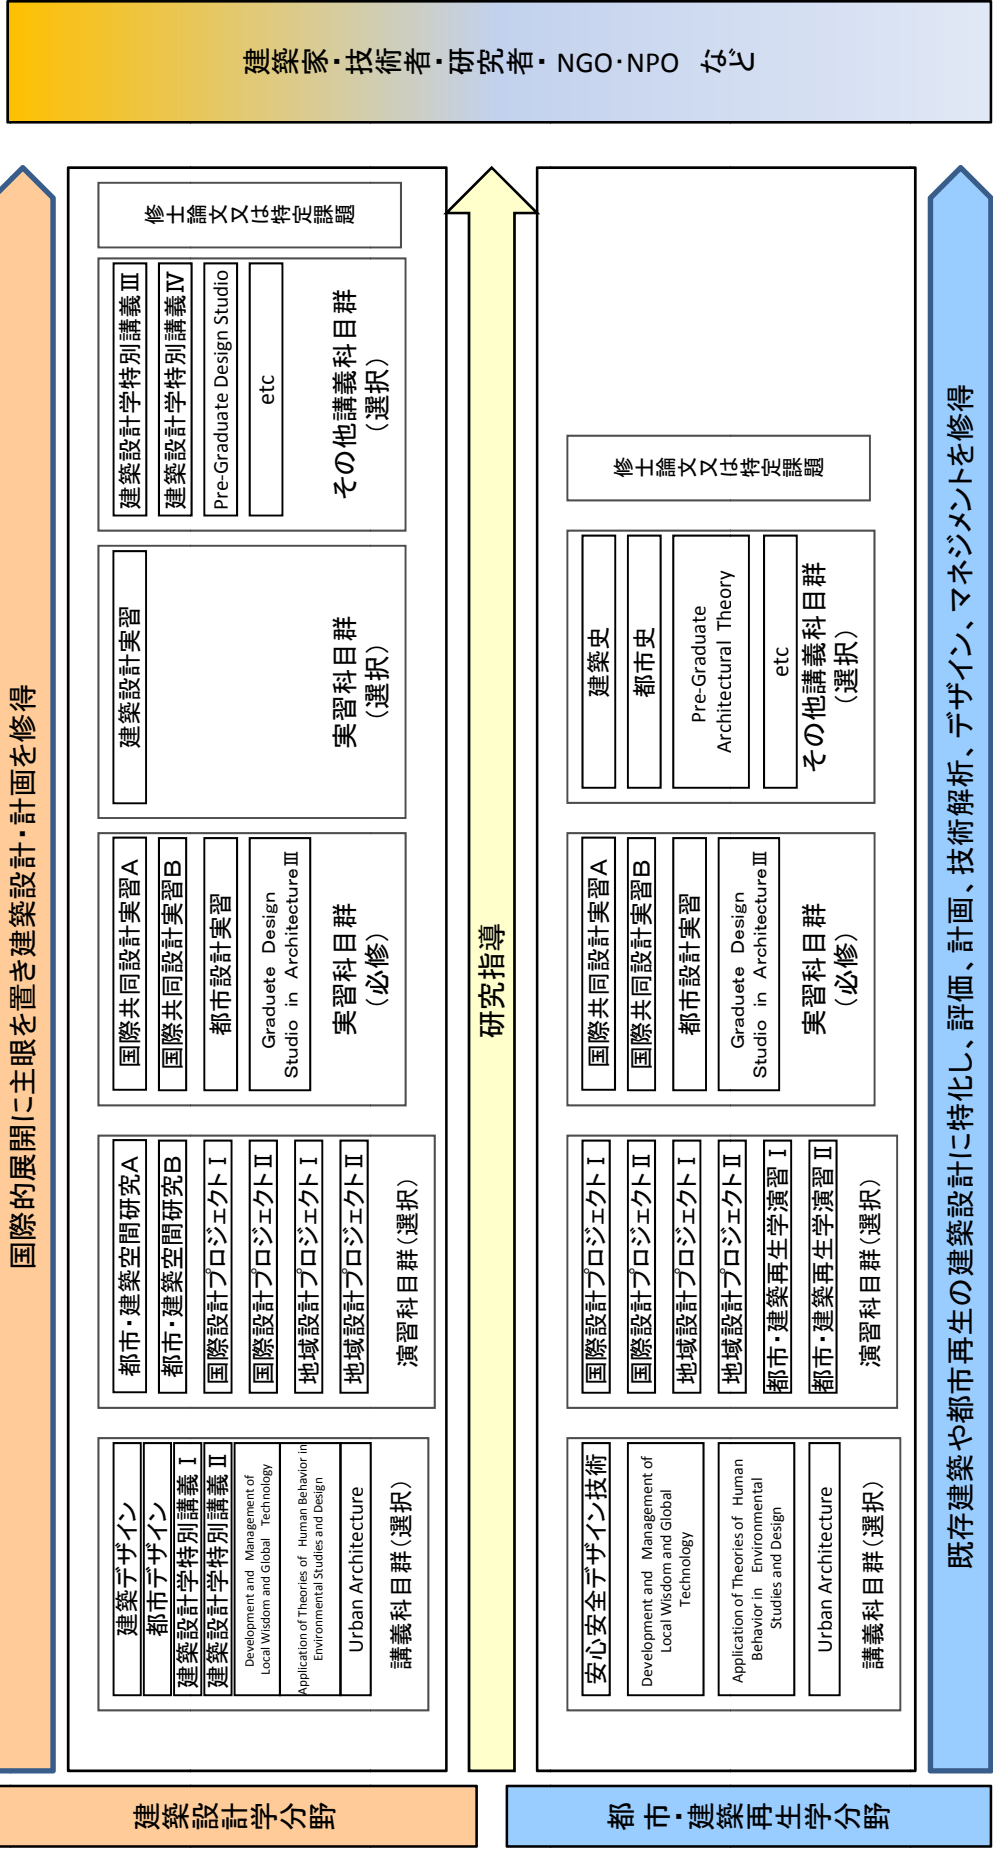 建築設計学分野
国際的展開に主眼を置き建築設計・計画を修得
建築デザイン
都市デザイン
建築設計学特別講義Ⅰ
建築設計学特別講義Ⅱ
Development and Management of
Local Wisdom and Global Technology
Application of Theories of Human Behavior in
Environmental Studies and Design
Urban Architecture
講義科目群(選択)
都市・建築空間研究A
都市・建築空間研究B
国際設計プロジェクトⅠ
国際設計プロジェクトⅡ
地域設計プロジェクトⅠ
地域設計プロジェクトⅡ
演習科目群(選択)
国際共同設計実習A
国際共同設計実習B
都市設計実習
Graduete Design
Studio in ArchitectureⅢ
実習科目群
(必修)
建築設計実習
実習科目群
(選択)
建築設計学特別講義Ⅲ
建築設計学特別講義Ⅳ
Pre-Graduate Design Studio
etc
その他講義科目群
(選択)
修士論文又は特定課題
研究指導
都市・建築再生学分野
安心安全デザイン技術
Development and Management of
Local Wisdom and Global
Technology
Application of Theories of Human
Behavior in Environmental
Studies and Design
Urban Architecture
講義科目群(選択)
国際設計プロジェクトⅠ
国際設計プロジェクトⅡ
地域設計プロジェクトⅠ
地域設計プロジェクトⅡ
都市・建築再生学演習Ⅰ
都市・建築再生学演習Ⅱ
演習科目群(選択)
国際共同設計実習A
国際共同設計実習B
都市設計実習
Graduete Design
Studio in ArchitectureⅢ
実習科目群
(必修)
建築史
都市史
Pre-Graduate
Architectural Theory
etc
その他講義科目群
(選択)
修士論文又は特定課題
既存建築や都市再生の建築設計に特化し、評価、計画、技術解析、デザイン、マネジメントを修得
建築家・技術者・研究者・NGO・NPO など